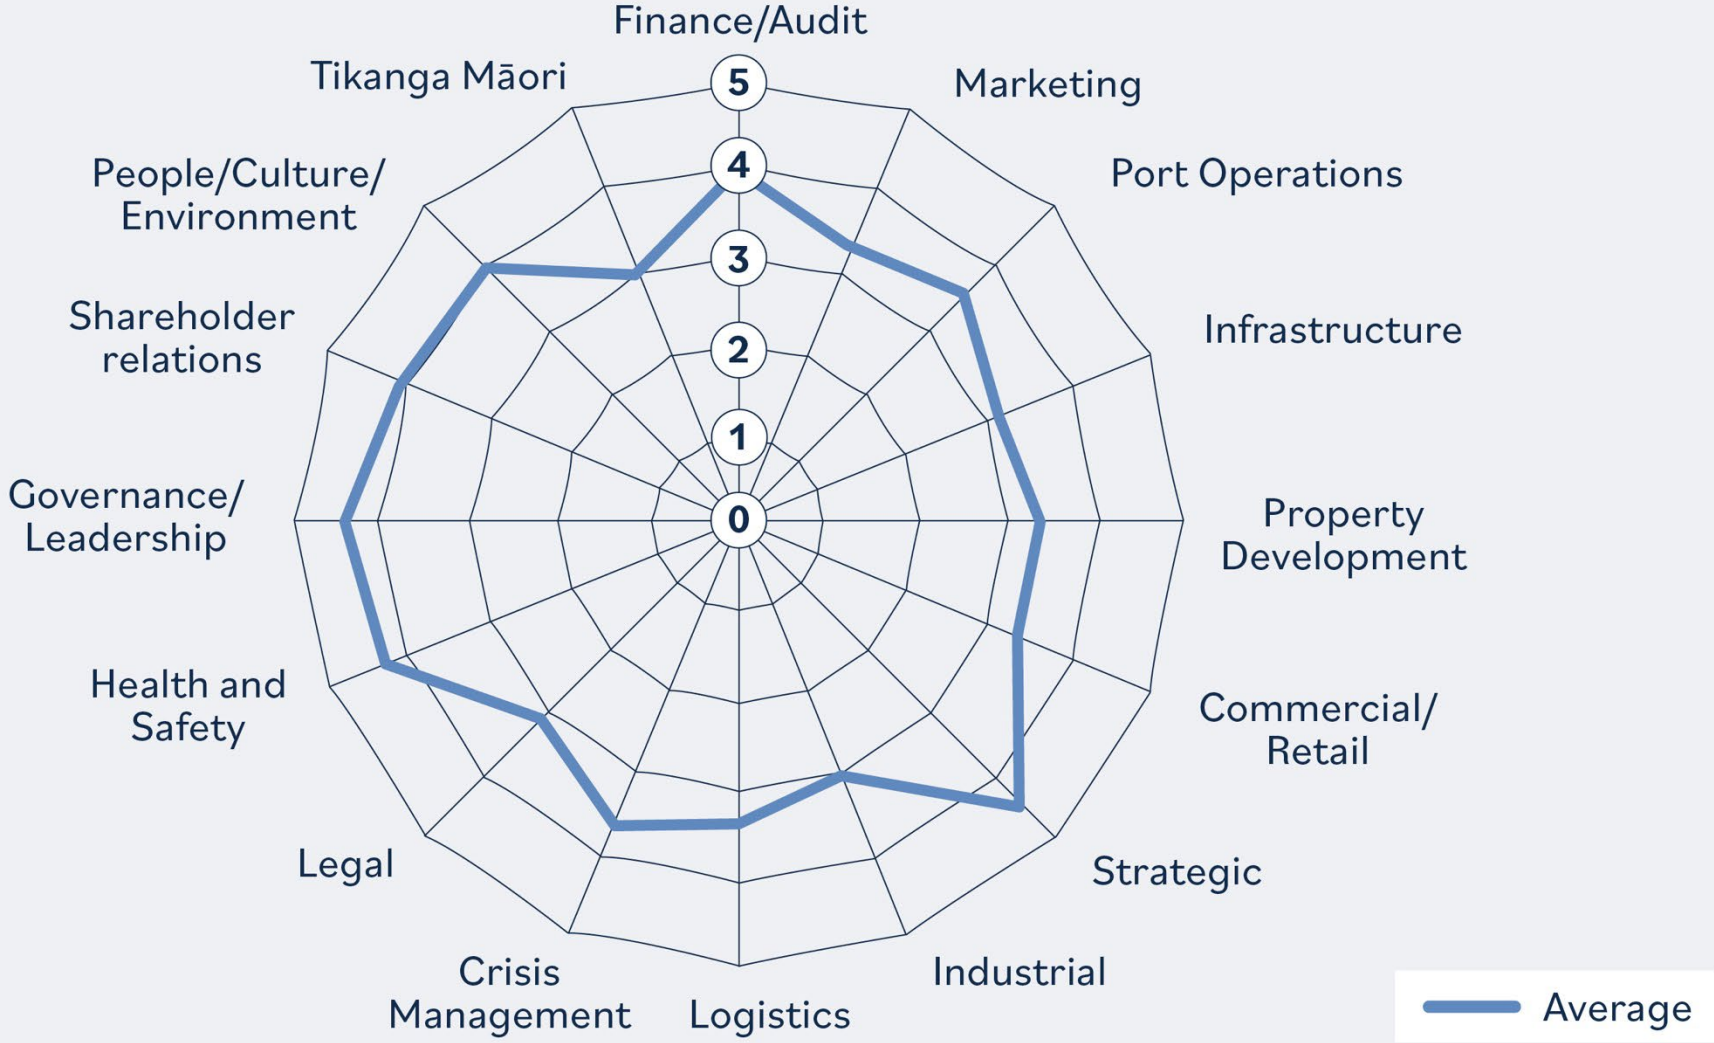 Finance/Audit
Tikanga Māori
Marketing
People/Culture/
Environment
Port Operations
Shareholder
relations
Infrastructure
Governance/
Leadership
Property
Development
Health and
Safety
Commercial/
Retail
Legal
Strategic
Crisis
Management
Logistics
Industrial
5
4
3
2
1
0
Average